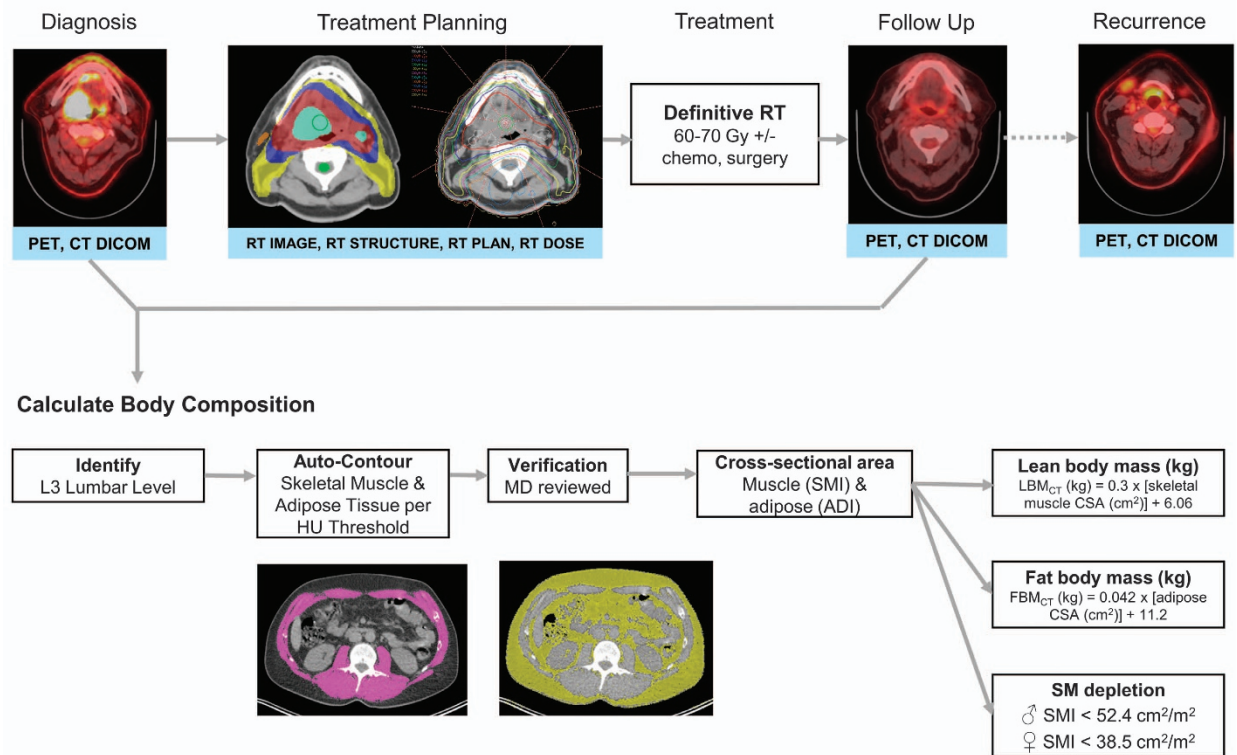 Diagnosis
Treatment Planning
Treatment
Follow Up
Recurrence
Definitive RT
60-70 Gy +/-
chemo, surgery
PET, CT DICOM
RT IMAGE, RT STRUCTURE, RT PLAN, RT DOSE
PET, CT DICOM
PET, CT DICOM
Calculate Body Composition
Identify
L3 Lumbar Level
Auto-Contour
Skeletal Muscle &
Adipose Tissue per
HU Threshold
Verification
MD reviewed
Cross-sectional area
Muscle (SMI) &
adipose (ADI)
Lean body mass (kg)
LBM_CT (kg) = 0.3 x [skeletal
muscle CSA (cm²)] + 6.06
Fat body mass (kg)
FBM_CT (kg) = 0.042 x [adipose
CSA (cm²)] + 11.2
SM depletion
♂ SMI < 52.4 cm²/m²
♀ SMI < 38.5 cm²/m²